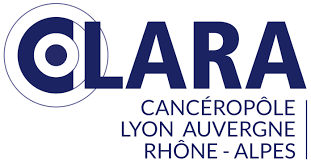 CLARA
CANCÉROPÔLE
LYON AUVERGNE
RHÔNE - ALPES